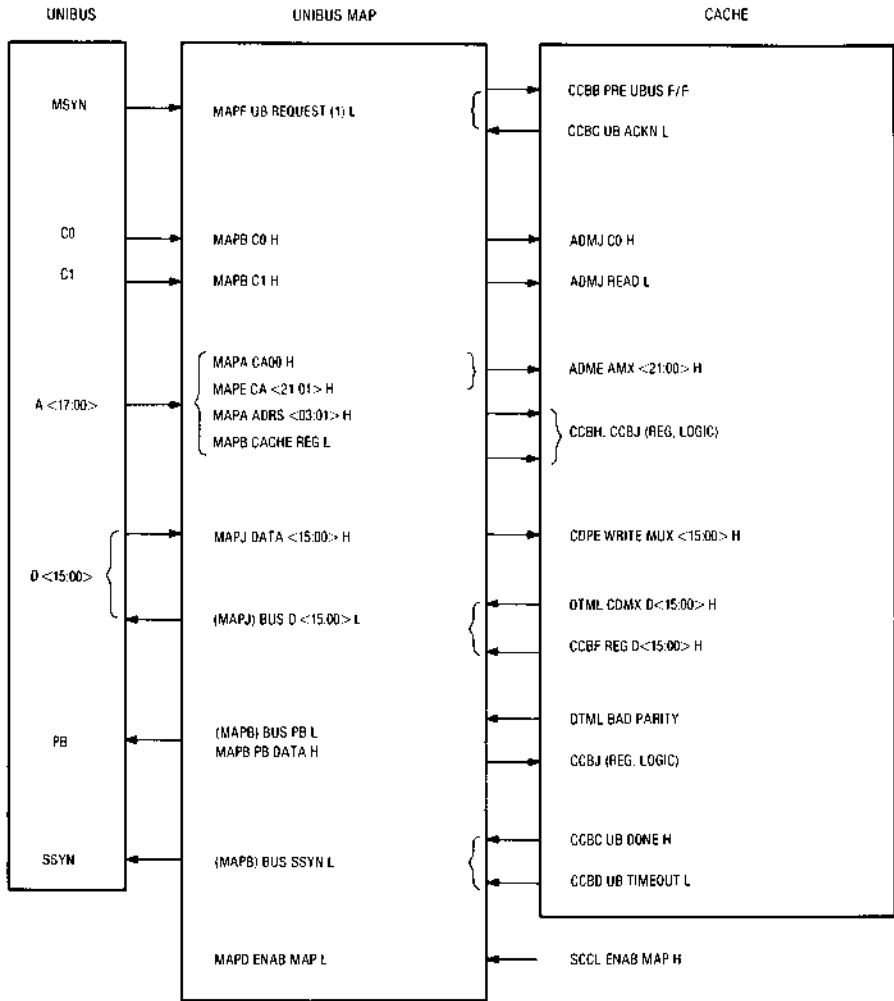 UNIBUS UNIBUS MAP CACHE
MSYN MAPF UB REQUEST (1) L CCBB PRE UBUS F/F
CCBC UB ACKN L
C0 MAPB C0 H ADMJ C0 H
C1 MAPB C1 H ADMJ READ L
MAPA CA00 H
A <17:00> MAPE CA <21:01> H ADME AMX <21:00> H
MAPA ADRS <03:01> H
MAPB CACHE REG L CCBH, CCBJ (REG, LOGIC)
MAPJ DATA <15:00> H CDPE WRITE MUX <15:00> H
D <15:00>
(MAPJ) BUS D <15:00> L DTML CDMX D<15:00> H
CCBF REG D<15:00> H
DTML BAD PARITY
PB (MAPB) BUS PB L
MAPB PB DATA H CCBJ (REG. LOGIC)
CCBC UB DONE H
SSYN (MAPB) BUS SSYN L
CCBD UB TIMEOUT L
MAPD ENAB MAP L SCCL ENAB MAP H